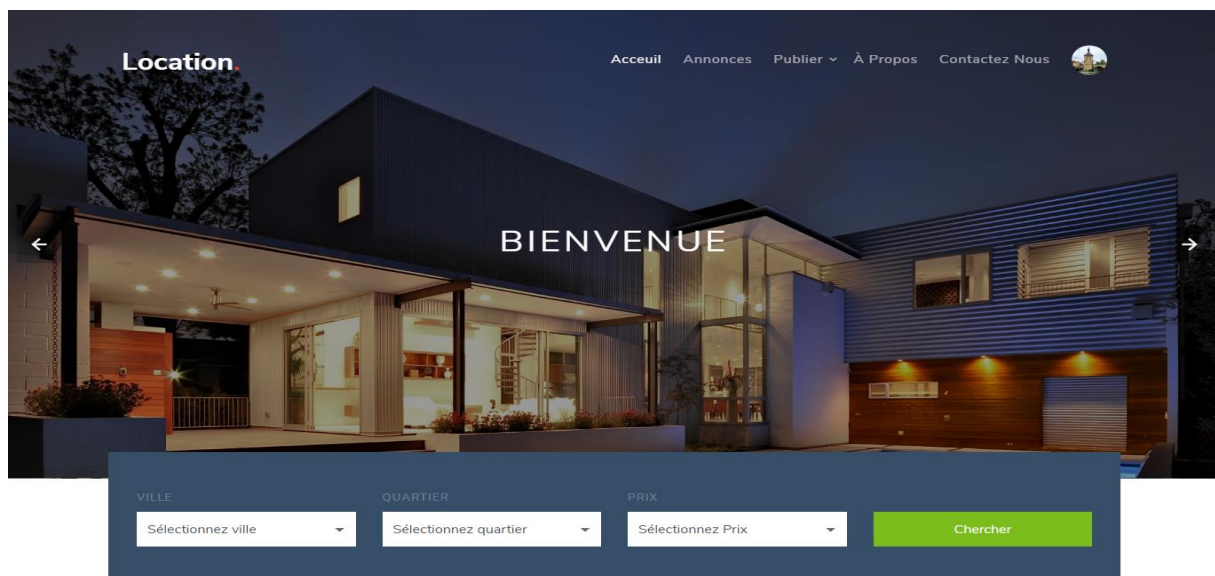 Location.
Acceuil Annonces Publier À Propos Contactez Nous
BIENVENUE
VILLE QUARTIER PRIX
Sélectionnez ville Sélectionnez quartier Sélectionnez Prix Chercher